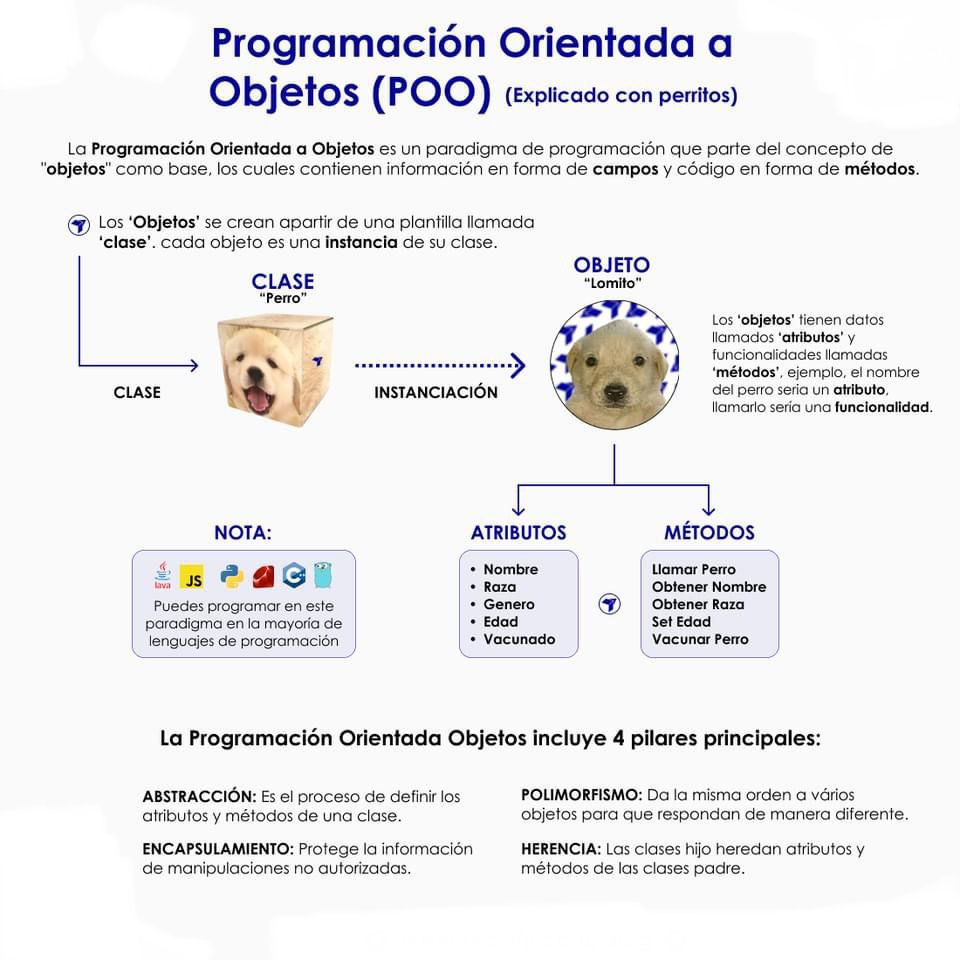 Programación Orientada a
Objetos (POO) (Explicado con perritos)
La Programación Orientada a Objetos es un paradigma de programación que parte del concepto de
"objetos" como base, los cuales contienen información en forma de campos y código en forma de métodos.
Los ‘Objetos’ se crean apartir de una plantilla llamada
‘clase’. cada objeto es una instancia de su clase.
CLASE
“Perro”
OBJETO
“Lomito”
CLASE
INSTANCIACIÓN
Los ‘objetos’ tienen datos
llamados ‘atributos’ y
funcionalidades llamadas
‘métodos’, ejemplo, el nombre
del perro seria un atributo,
llamarlo sería una funcionalidad.
NOTA:
Java
JS
C++
Puedes programar en este
paradigma en la mayoría de
lenguajes de programación
ATRIBUTOS
• Nombre
• Raza
• Genero
• Edad
• Vacunado
MÉTODOS
Llamar Perro
Obtener Nombre
Obtener Raza
Set Edad
Vacunar Perro
La Programación Orientada Objetos incluye 4 pilares principales:
ABSTRACCIÓN: Es el proceso de definir los
atributos y métodos de una clase.
ENCAPSULAMIENTO: Protege la información
de manipulaciones no autorizadas.
POLIMORFISMO: Da la misma orden a vários
objetos para que respondan de manera diferente.
HERENCIA: Las clases hijo heredan atributos y
métodos de las clases padre.